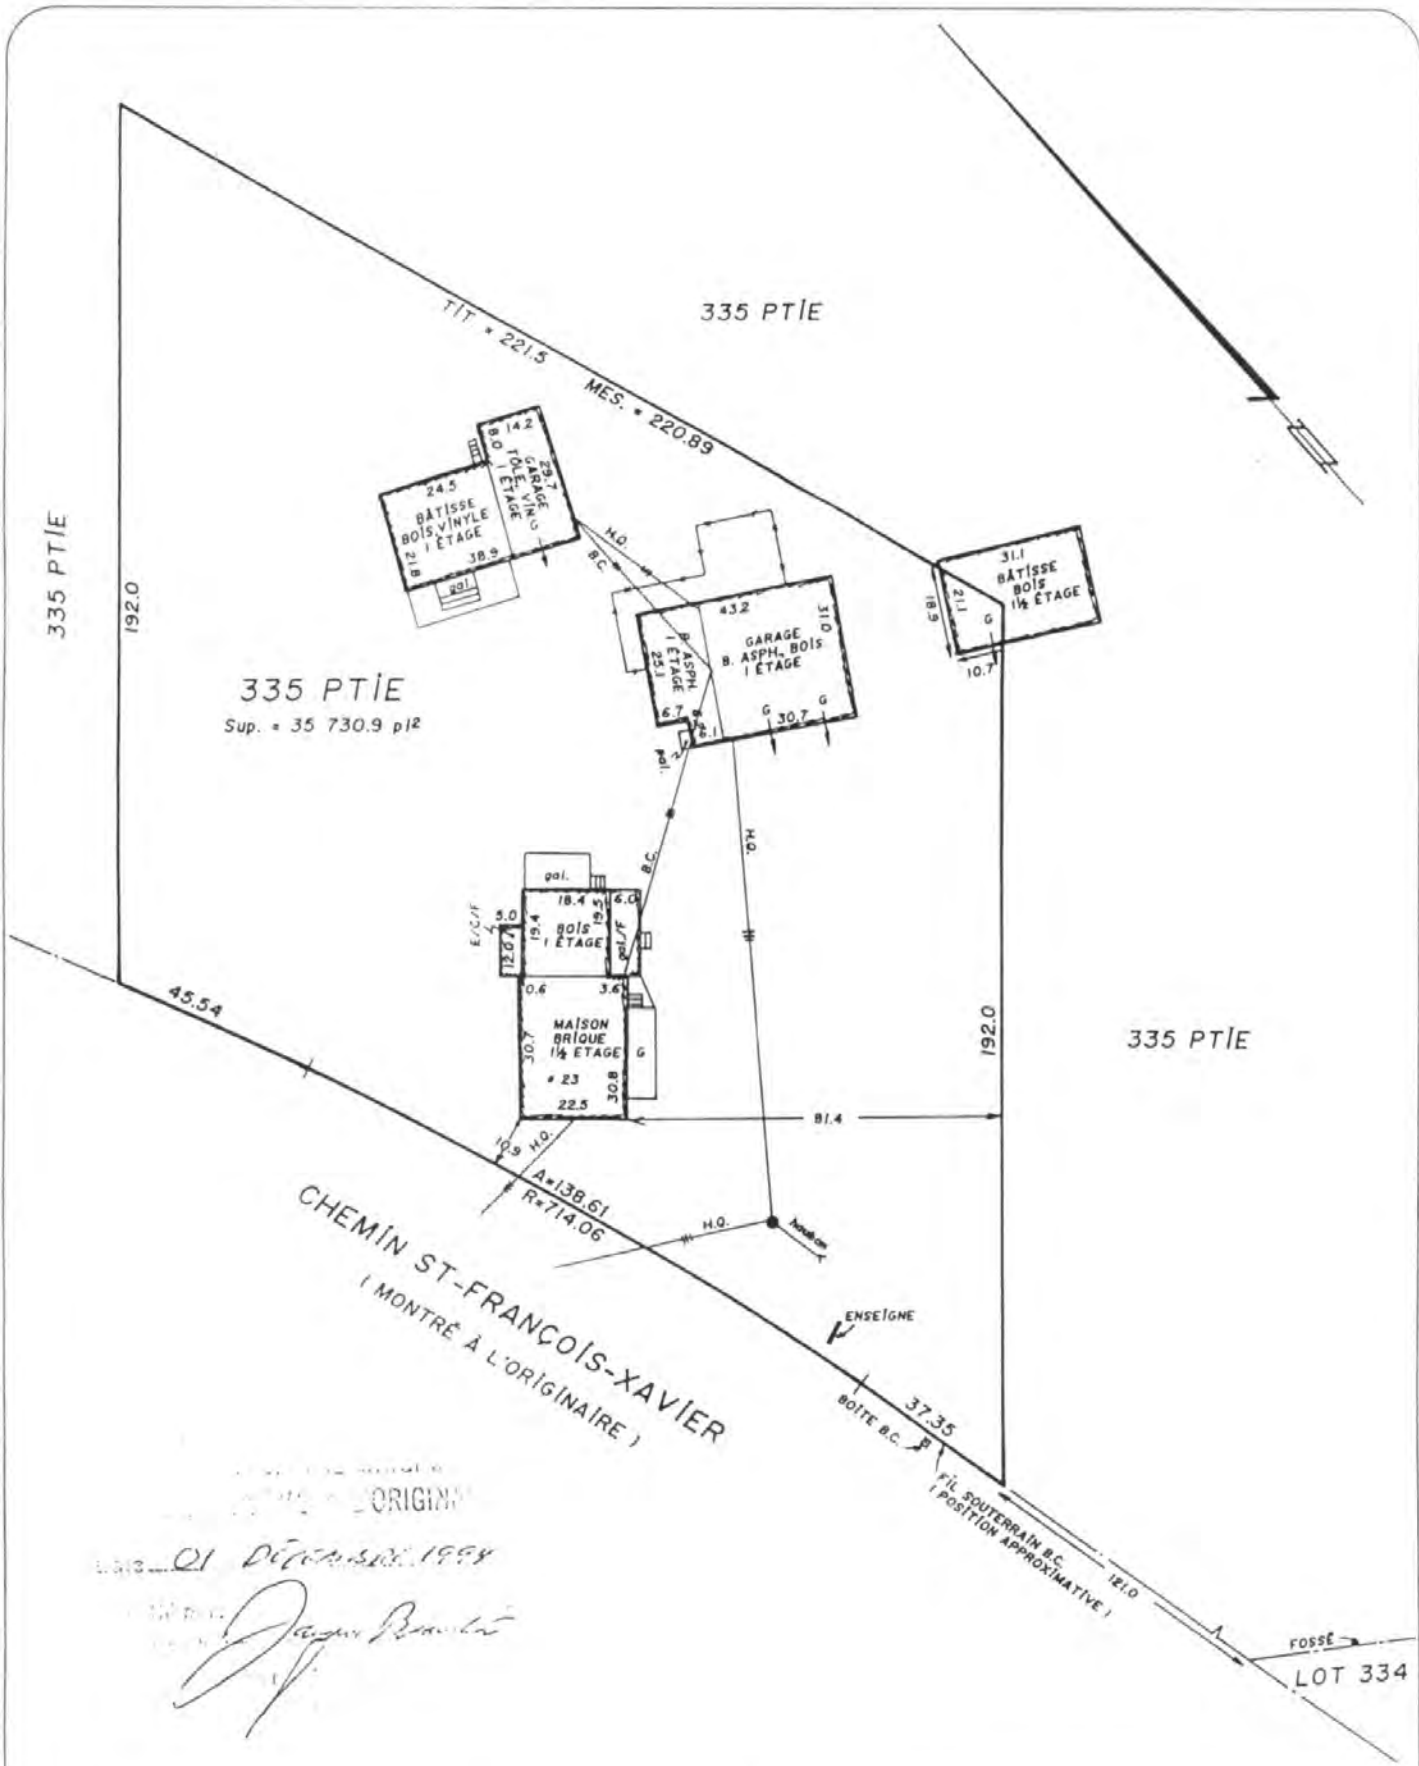 335 PTIE
TIT = 221.5
MES. = 220.89
335 PTIE
192.0
14.2
8.0
29.7
GARAGE
TÔLE, VIN.
1 ÉTAGE
G
24.5
BÂTISSE
BOIS, VINYLE
1 ÉTAGE
21.8
38.9
gal.
H.Q.
B.C.
31.1
BÂTISSE
BOIS
1½ ÉTAGE
21.1
18.9
G
10.7
43.2
31.0
GARAGE
B. ASPH., BOIS
1 ÉTAGE
B. ASPH.
1 ÉTAGE
25.1
6.7
6.1
G
30.7
G
gal.
335 PTIE
Sup. = 35 730.9 pi²
H.Q.
B.C.
gal.
18.4
6.0
19.5
E/C/F
5.0
19.4
12.0
BOIS
1 ÉTAGE
gal./F
0.6
3.6
MAISON
BRIQUE
1½ ÉTAGE
G
30.7
# 23
30.8
22.5
45.54
192.0
335 PTIE
81.4
10.9
H.Q.
A=138.61
R=714.06
H.Q.
hauban
CHEMIN ST-FRANÇOIS-XAVIER
( MONTRÉ À L'ORIGINAIRE )
ENSEIGNE
37.35
BOÎTE B.C.
FIL SOUTERRAIN B.C.
( POSITION APPROXIMATIVE )
121.0
FOSSÉ
LOT 334
01 DÉCEMBRE 1994